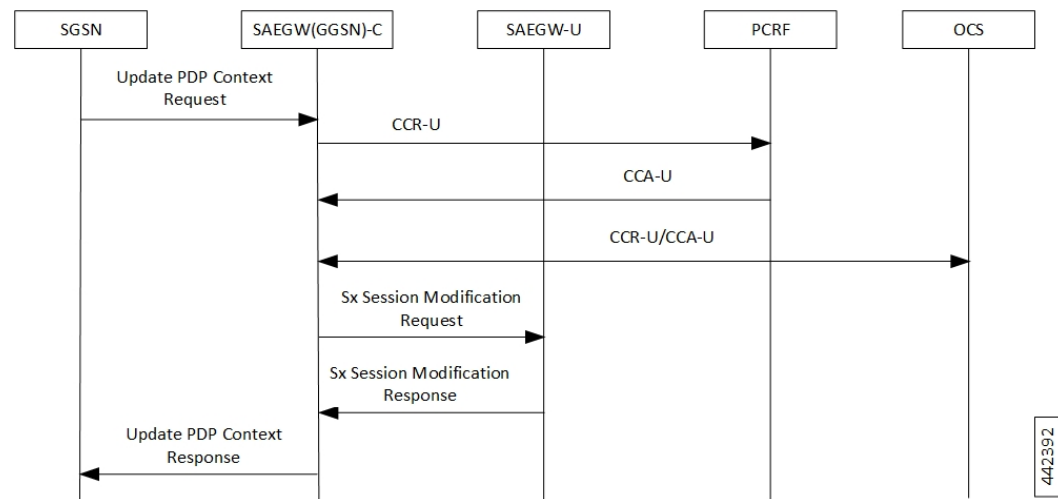 SGSN
SAEGW(GGSN)-C
SAEGW-U
PCRF
OCS
Update PDP Context
Request
CCR-U
CCA-U
CCR-U/CCA-U
Sx Session Modification
Request
Sx Session Modification
Response
Update PDP Context
Response
442392